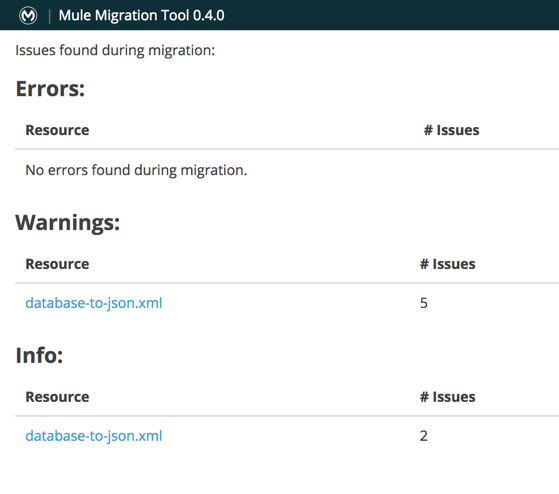 | Mule Migration Tool 0.4.0
Issues found during migration:
Errors:
Resource # Issues
No errors found during migration.
Warnings:
Resource # Issues
database-to-json.xml 5
Info:
Resource # Issues
database-to-json.xml 2